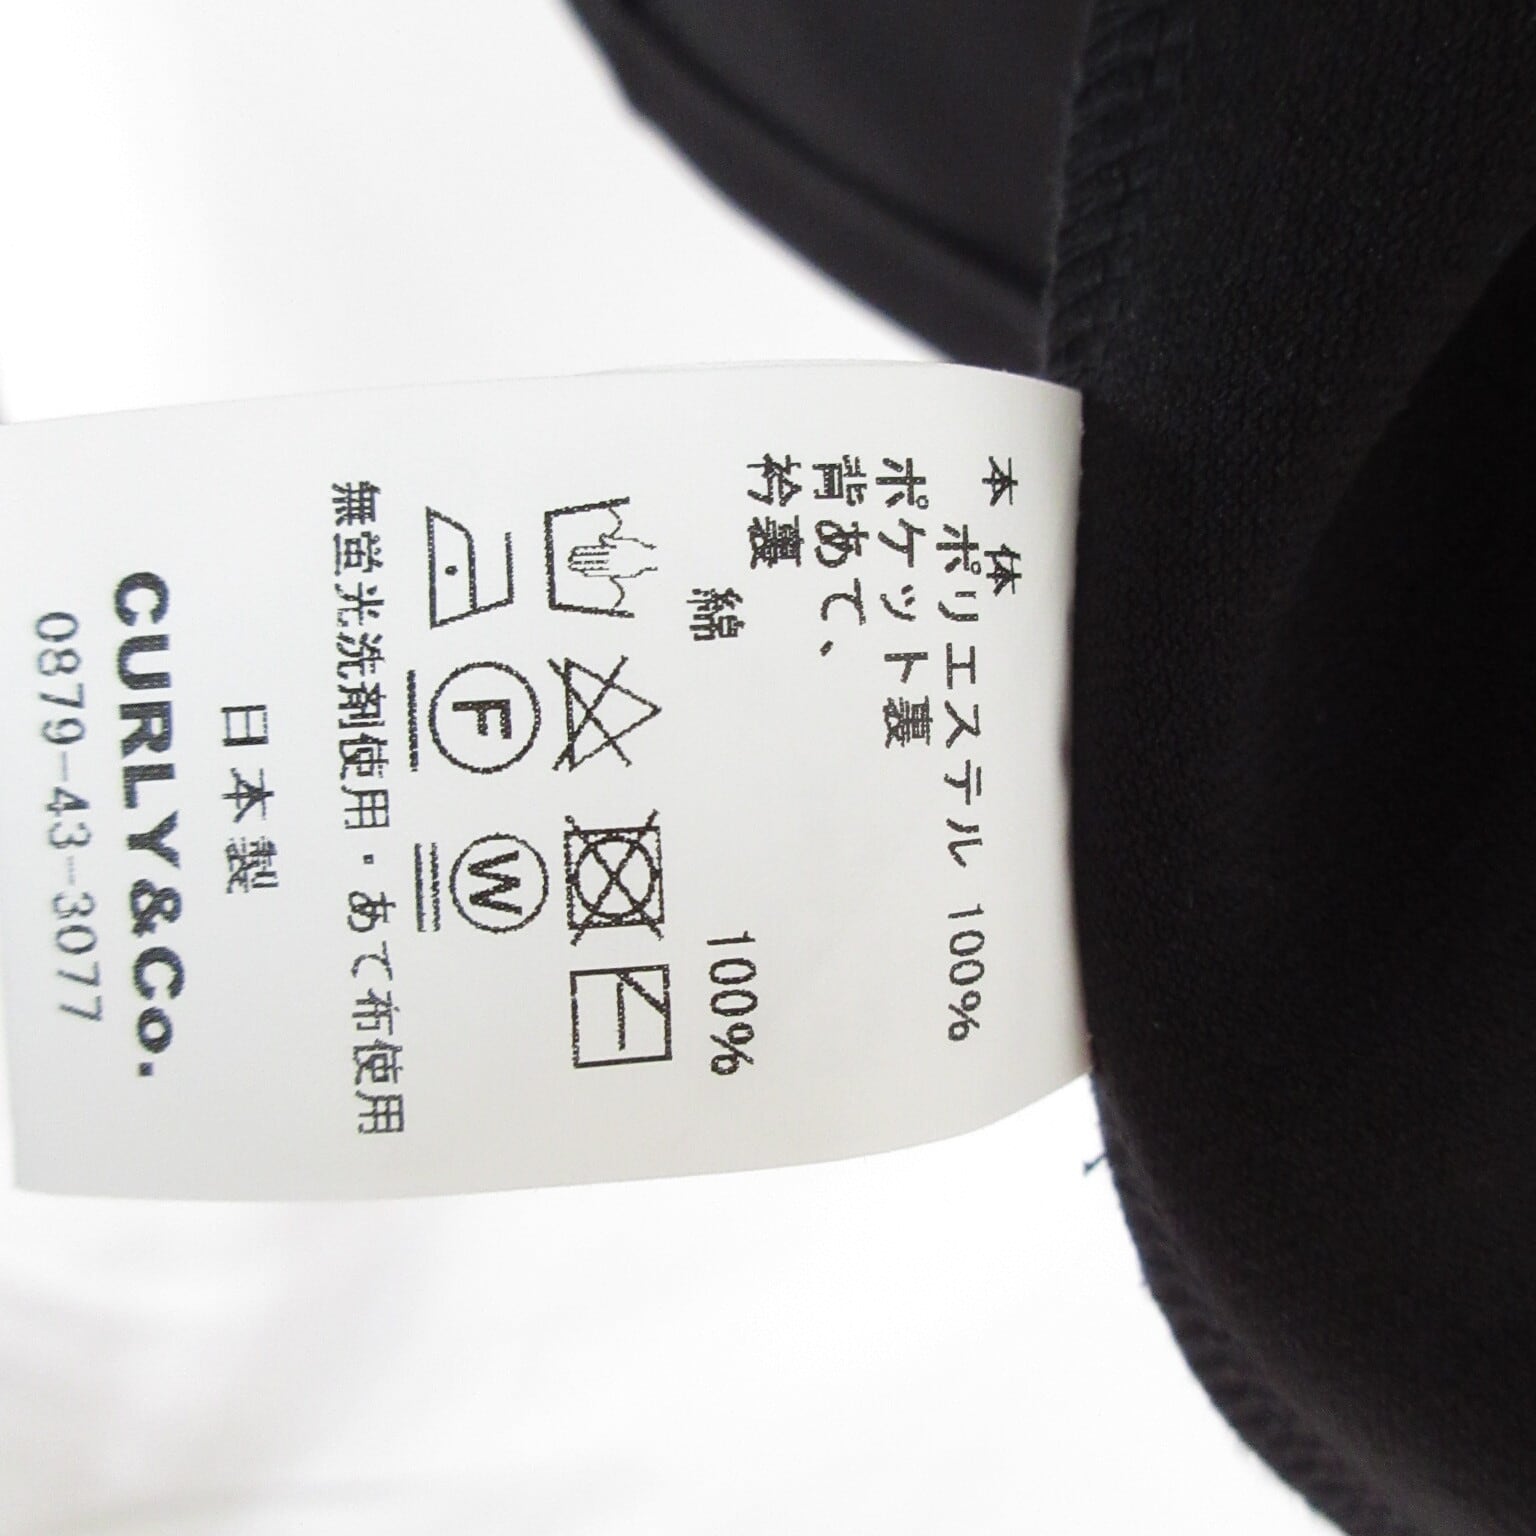 本 体
ポリエステル 100%
ポケット裏
背あて、
衿裏
綿 100%
F
W
無蛍光洗剤使用・あて布使用
日本製
CURLY&Co.
0879-43-3077